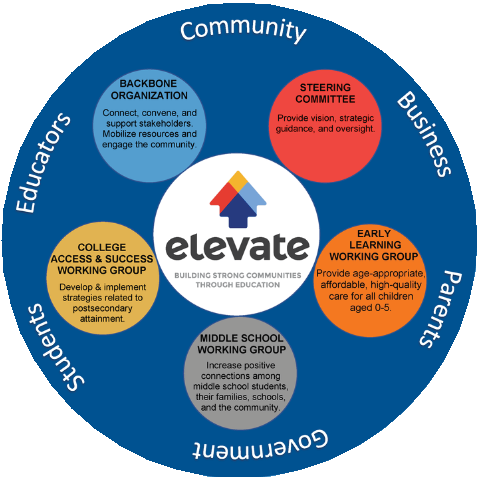 Community
Business
Parents
Government
Students
Educators
BACKBONE
ORGANIZATION
Connect, convene, and
support stakeholders.
Mobilize resources and
engage the community.
STEERING
COMMITTEE
Provide vision, strategic
guidance, and oversight.
elevate
BUILDING STRONG COMMUNITIES
THROUGH EDUCATION
COLLEGE
ACCESS & SUCCESS
WORKING GROUP
Develop & implement
strategies related to
postsecondary
attainment.
EARLY
LEARNING
WORKING GROUP
Provide age-appropriate,
affordable, high-quality
care for all children
aged 0-5.
MIDDLE SCHOOL
WORKING GROUP
Increase positive
connections among
middle school students,
their families, schools,
and the community.